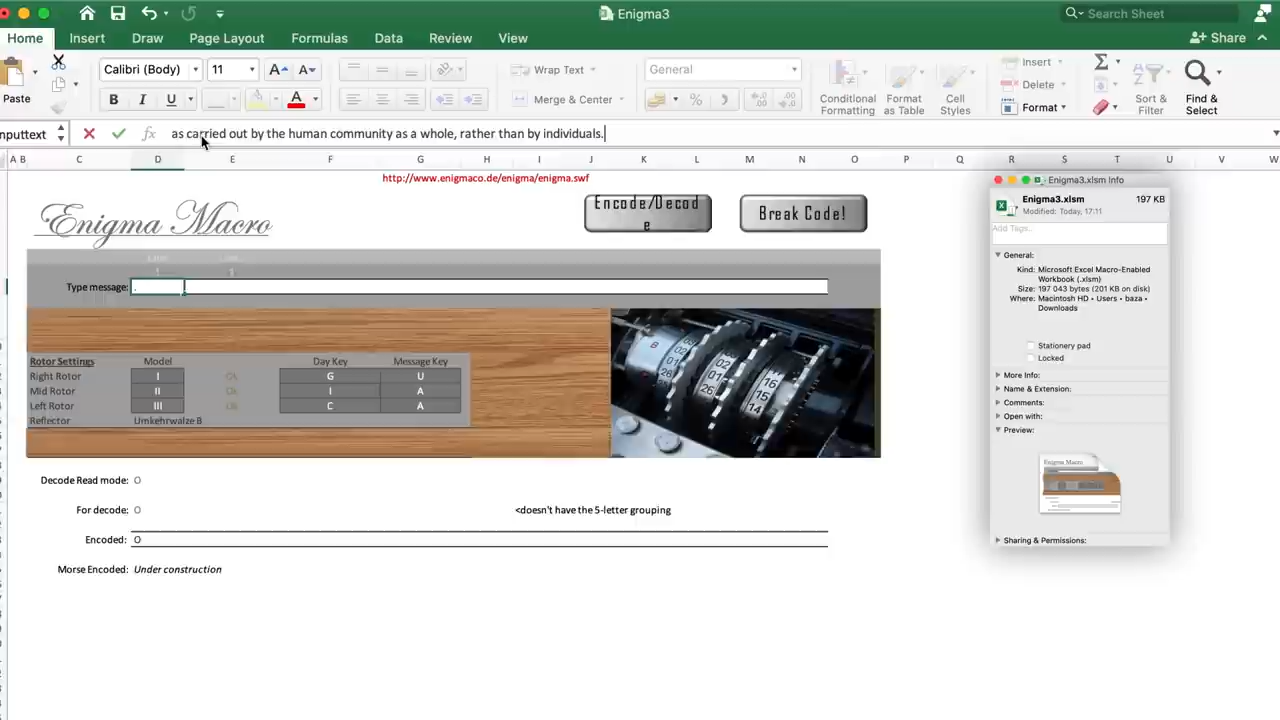 Enigma3
Search Sheet
Home Insert Draw Page Layout Formulas Data Review View Share
Paste Calibri (Body) 11 Wrap Text General Insert
Merge & Center Conditional Formatting Format as Table Cell Styles Delete Format Sort & Filter Find & Select
nputtext fx as carried out by the human community as a whole, rather than by individuals.
A B C D E F G H I J K L M N O P Q R S T U V W
http://www.enigmaco.de/enigma/enigma.swf
Enigma Macro
Encode/Decod
e
Break Code!
Type message: .
Rotor Settings Model Day Key Message Key
Right Rotor I Ok G U
Mid Rotor II Ok I A
Left Rotor III Ok C A
Reflector Umkehrwalze B
Decode Read mode: O
For decode: O <doesn't have the 5-letter grouping
Encoded: O
Morse Encoded: Under construction
Enigma3.xlsm Info
Enigma3.xlsm 197 KB
Modified: Today, 17:11
Add Tags...
General:
Kind: Microsoft Excel Macro-Enabled
Workbook (.xlsm)
Size: 197 043 bytes (201 KB on disk)
Where: Macintosh HD • Users • baza •
Downloads
Stationery pad
Locked
More Info:
Name & Extension:
Comments:
Open with:
Preview:
Enigma Macro
Sharing & Permissions: